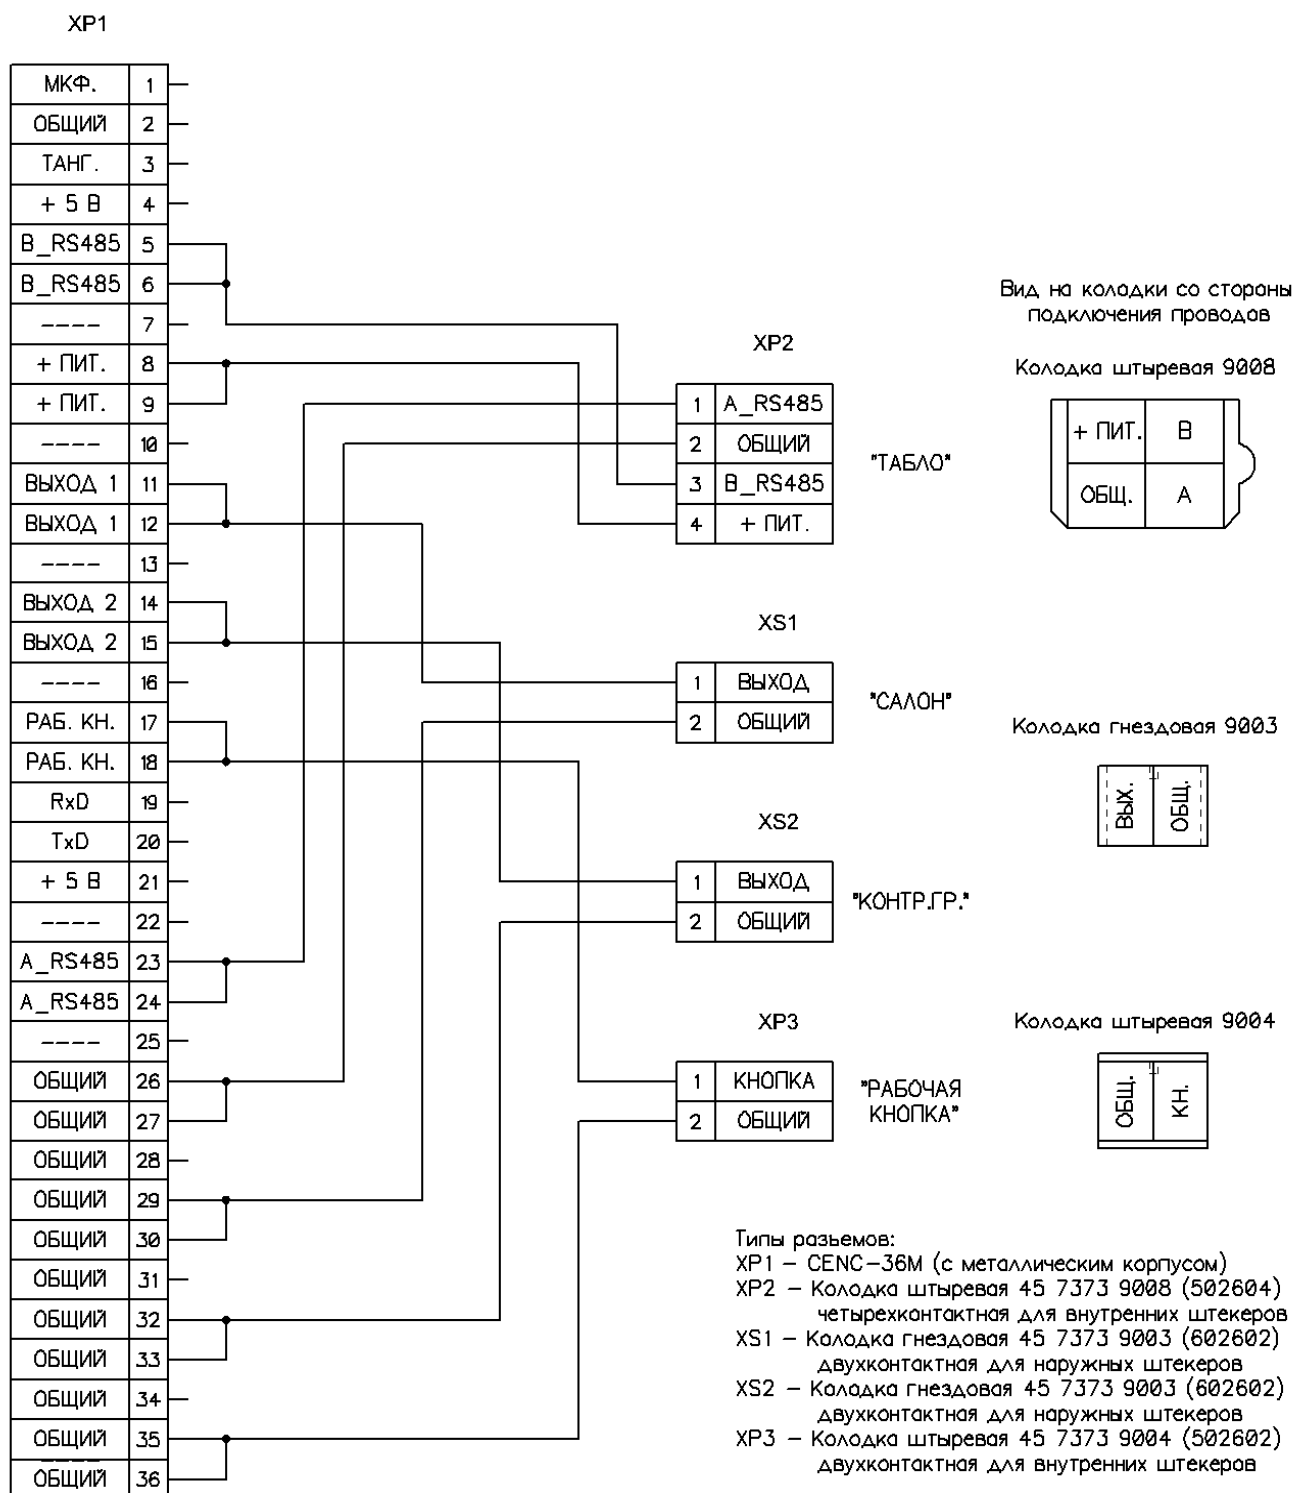 XP1
МКФ. 1
ОБЩИЙ 2
ТАНГ. 3
+ 5 В 4
B_RS485 5
B_RS485 6
---- 7
+ ПИТ. 8
+ ПИТ. 9
---- 10
ВЫХОД 1 11
ВЫХОД 1 12
---- 13
ВЫХОД 2 14
ВЫХОД 2 15
---- 16
РАБ. КН. 17
РАБ. КН. 18
RxD 19
TxD 20
+ 5 В 21
---- 22
A_RS485 23
A_RS485 24
---- 25
ОБЩИЙ 26
ОБЩИЙ 27
ОБЩИЙ 28
ОБЩИЙ 29
ОБЩИЙ 30
ОБЩИЙ 31
ОБЩИЙ 32
ОБЩИЙ 33
ОБЩИЙ 34
ОБЩИЙ 35
ОБЩИЙ 36
XP2
1 A_RS485
2 ОБЩИЙ
3 B_RS485
4 + ПИТ.
"ТАБЛО"
XS1
1 ВЫХОД
2 ОБЩИЙ
"САЛОН"
XS2
1 ВЫХОД
2 ОБЩИЙ
"КОНТР.ГР."
XP3
1 КНОПКА
2 ОБЩИЙ
"РАБОЧАЯ
КНОПКА"
Вид на колодки со стороны
подключения проводов
Колодка штыревая 9008
+ ПИТ. В
ОБЩ. А
Колодка гнездовая 9003
ВЫХ. ОБЩ.
Колодка штыревая 9004
ОБЩ. КН.
Типы разьемов:
XP1 – CENC–36M (с металлическим корпусом)
XP2 – Колодка штыревая 45 7373 9008 (502604)
четырехконтактная для внутренних штекеров
XS1 – Колодка гнездовая 45 7373 9003 (602602)
двухконтактная для наружных штекеров
XS2 – Колодка гнездовая 45 7373 9003 (602602)
двухконтактная для наружных штекеров
XP3 – Колодка штыревая 45 7373 9004 (502602)
двухконтактная для внутренних штекеров